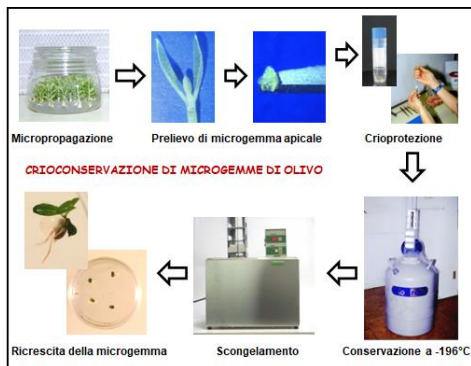 Micropropagazione
Prelievo di microgemma apicale
Crioprotezione
CRIOCONSERVAZIONE DI MICROGEMME DI OLIVO
Ricrescita della microgemma
Scongelamento
Conservazione a -196°C